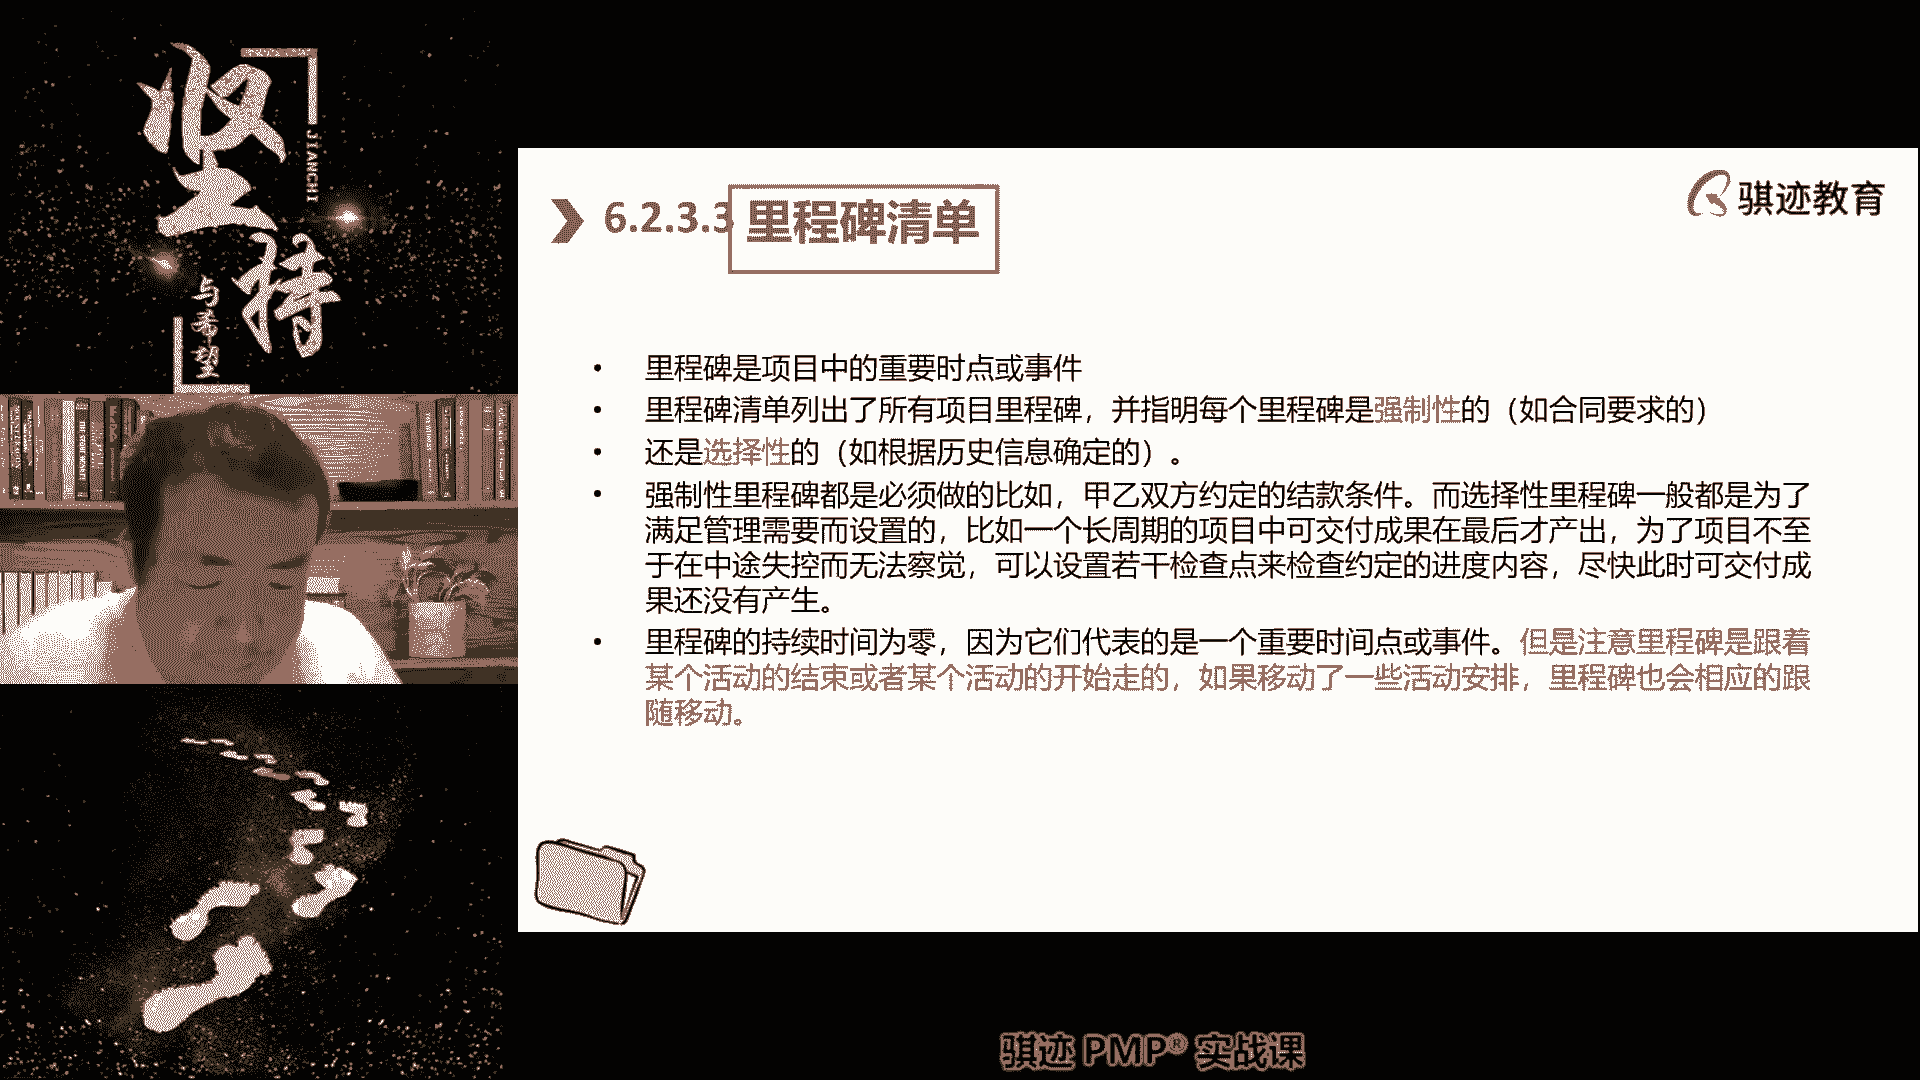 坚持
JIANCHI
与希望
6.2.3.3 里程碑清单
骐迹教育
• 里程碑是项目中的重要时点或事件
• 里程碑清单列出了所有项目里程碑，并指明每个里程碑是强制性的（如合同要求的）
• 还是选择性的（如根据历史信息确定的）。
• 强制性里程碑都是必须做的比如，甲乙双方约定的结款条件。而选择性里程碑一般都是为了
满足管理需要而设置的，比如一个长周期的项目中可交付成果在最后才产出，为了项目不至
于在中途失控而无法察觉，可以设置若干检查点来检查约定的进度内容，尽快此时可交付成
果还没有产生。
• 里程碑的持续时间为零，因为它们代表的是一个重要时间点或事件。但是注意里程碑是跟着
某个活动的结束或者某个活动的开始走的，如果移动了一些活动安排，里程碑也会相应的跟
随移动。
骐迹 PMP® 实战课